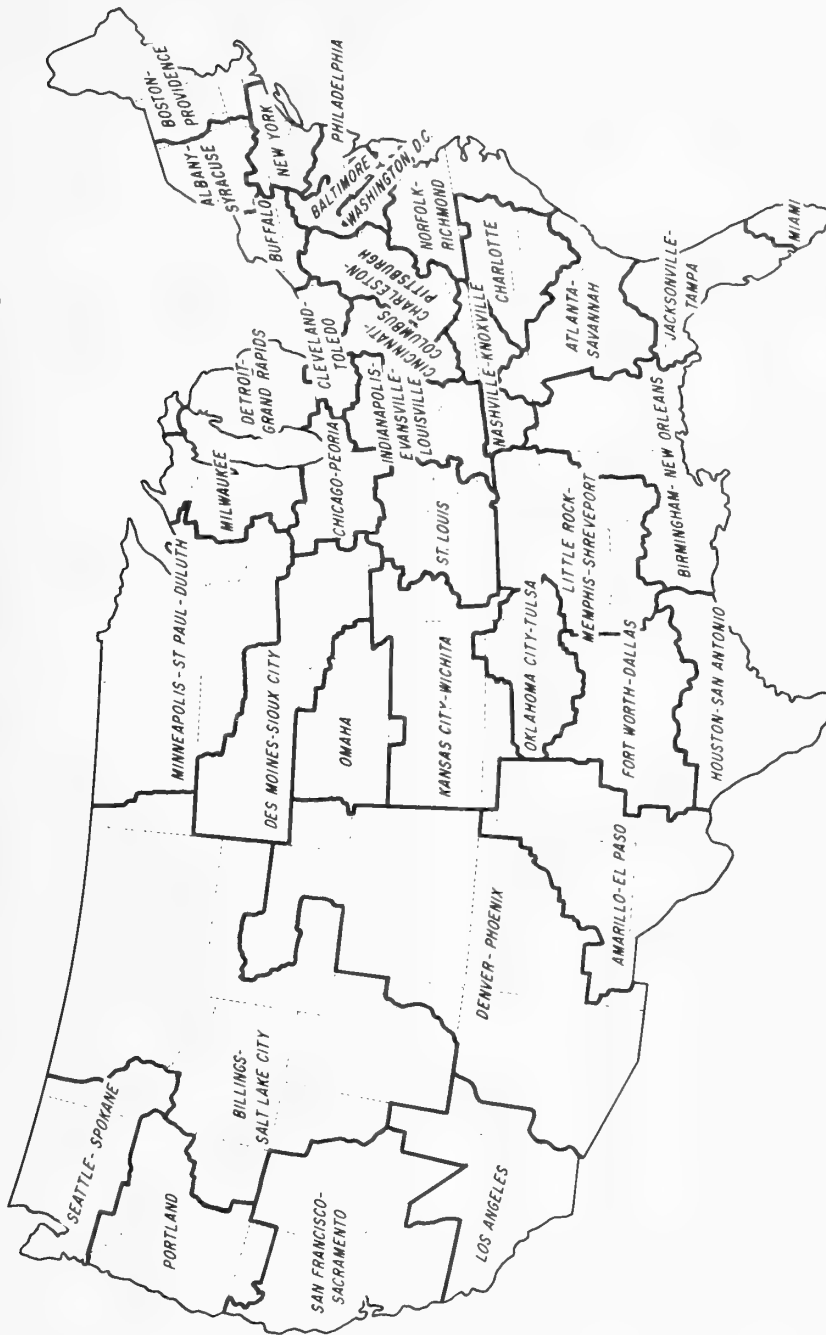 SEATTLE-SPOKANE
PORTLAND
BILLINGS-
SALT LAKE CITY
SAN FRANCISCO-
SACRAMENTO
LOS ANGELES
DENVER-PHOENIX
AMARILLO-EL PASO
MINNEAPOLIS-ST PAUL-DULUTH
DES MOINES-SIOUX CITY
OMAHA
KANSAS CITY-WICHITA
OKLAHOMA CITY-TULSA
FORT WORTH-DALLAS
HOUSTON-SAN ANTONIO
MILWAUKEE
CHICAGO-PEORIA
ST. LOUIS
LITTLE ROCK-
MEMPHIS-SHREVEPORT
BIRMINGHAM-NEW ORLEANS
DETROIT-
GRAND RAPIDS
CLEVELAND-
TOLEDO
INDIANAPOLIS-
EVANSVILLE-
LOUISVILLE
CINCINNATI-
COLUMBUS
CHARLESTON-
PITTSBURGH
NASHVILLE-KNOXVILLE
ATLANTA-
SAVANNAH
CHARLOTTE
JACKSONVILLE-
TAMPA
MIAMI
BUFFALO
ALBANY-
SYRACUSE
BOSTON-
PROVIDENCE
NEW YORK
PHILADELPHIA
BALTIMORE
WASHINGTON, D.C.
NORFOLK-
RICHMOND